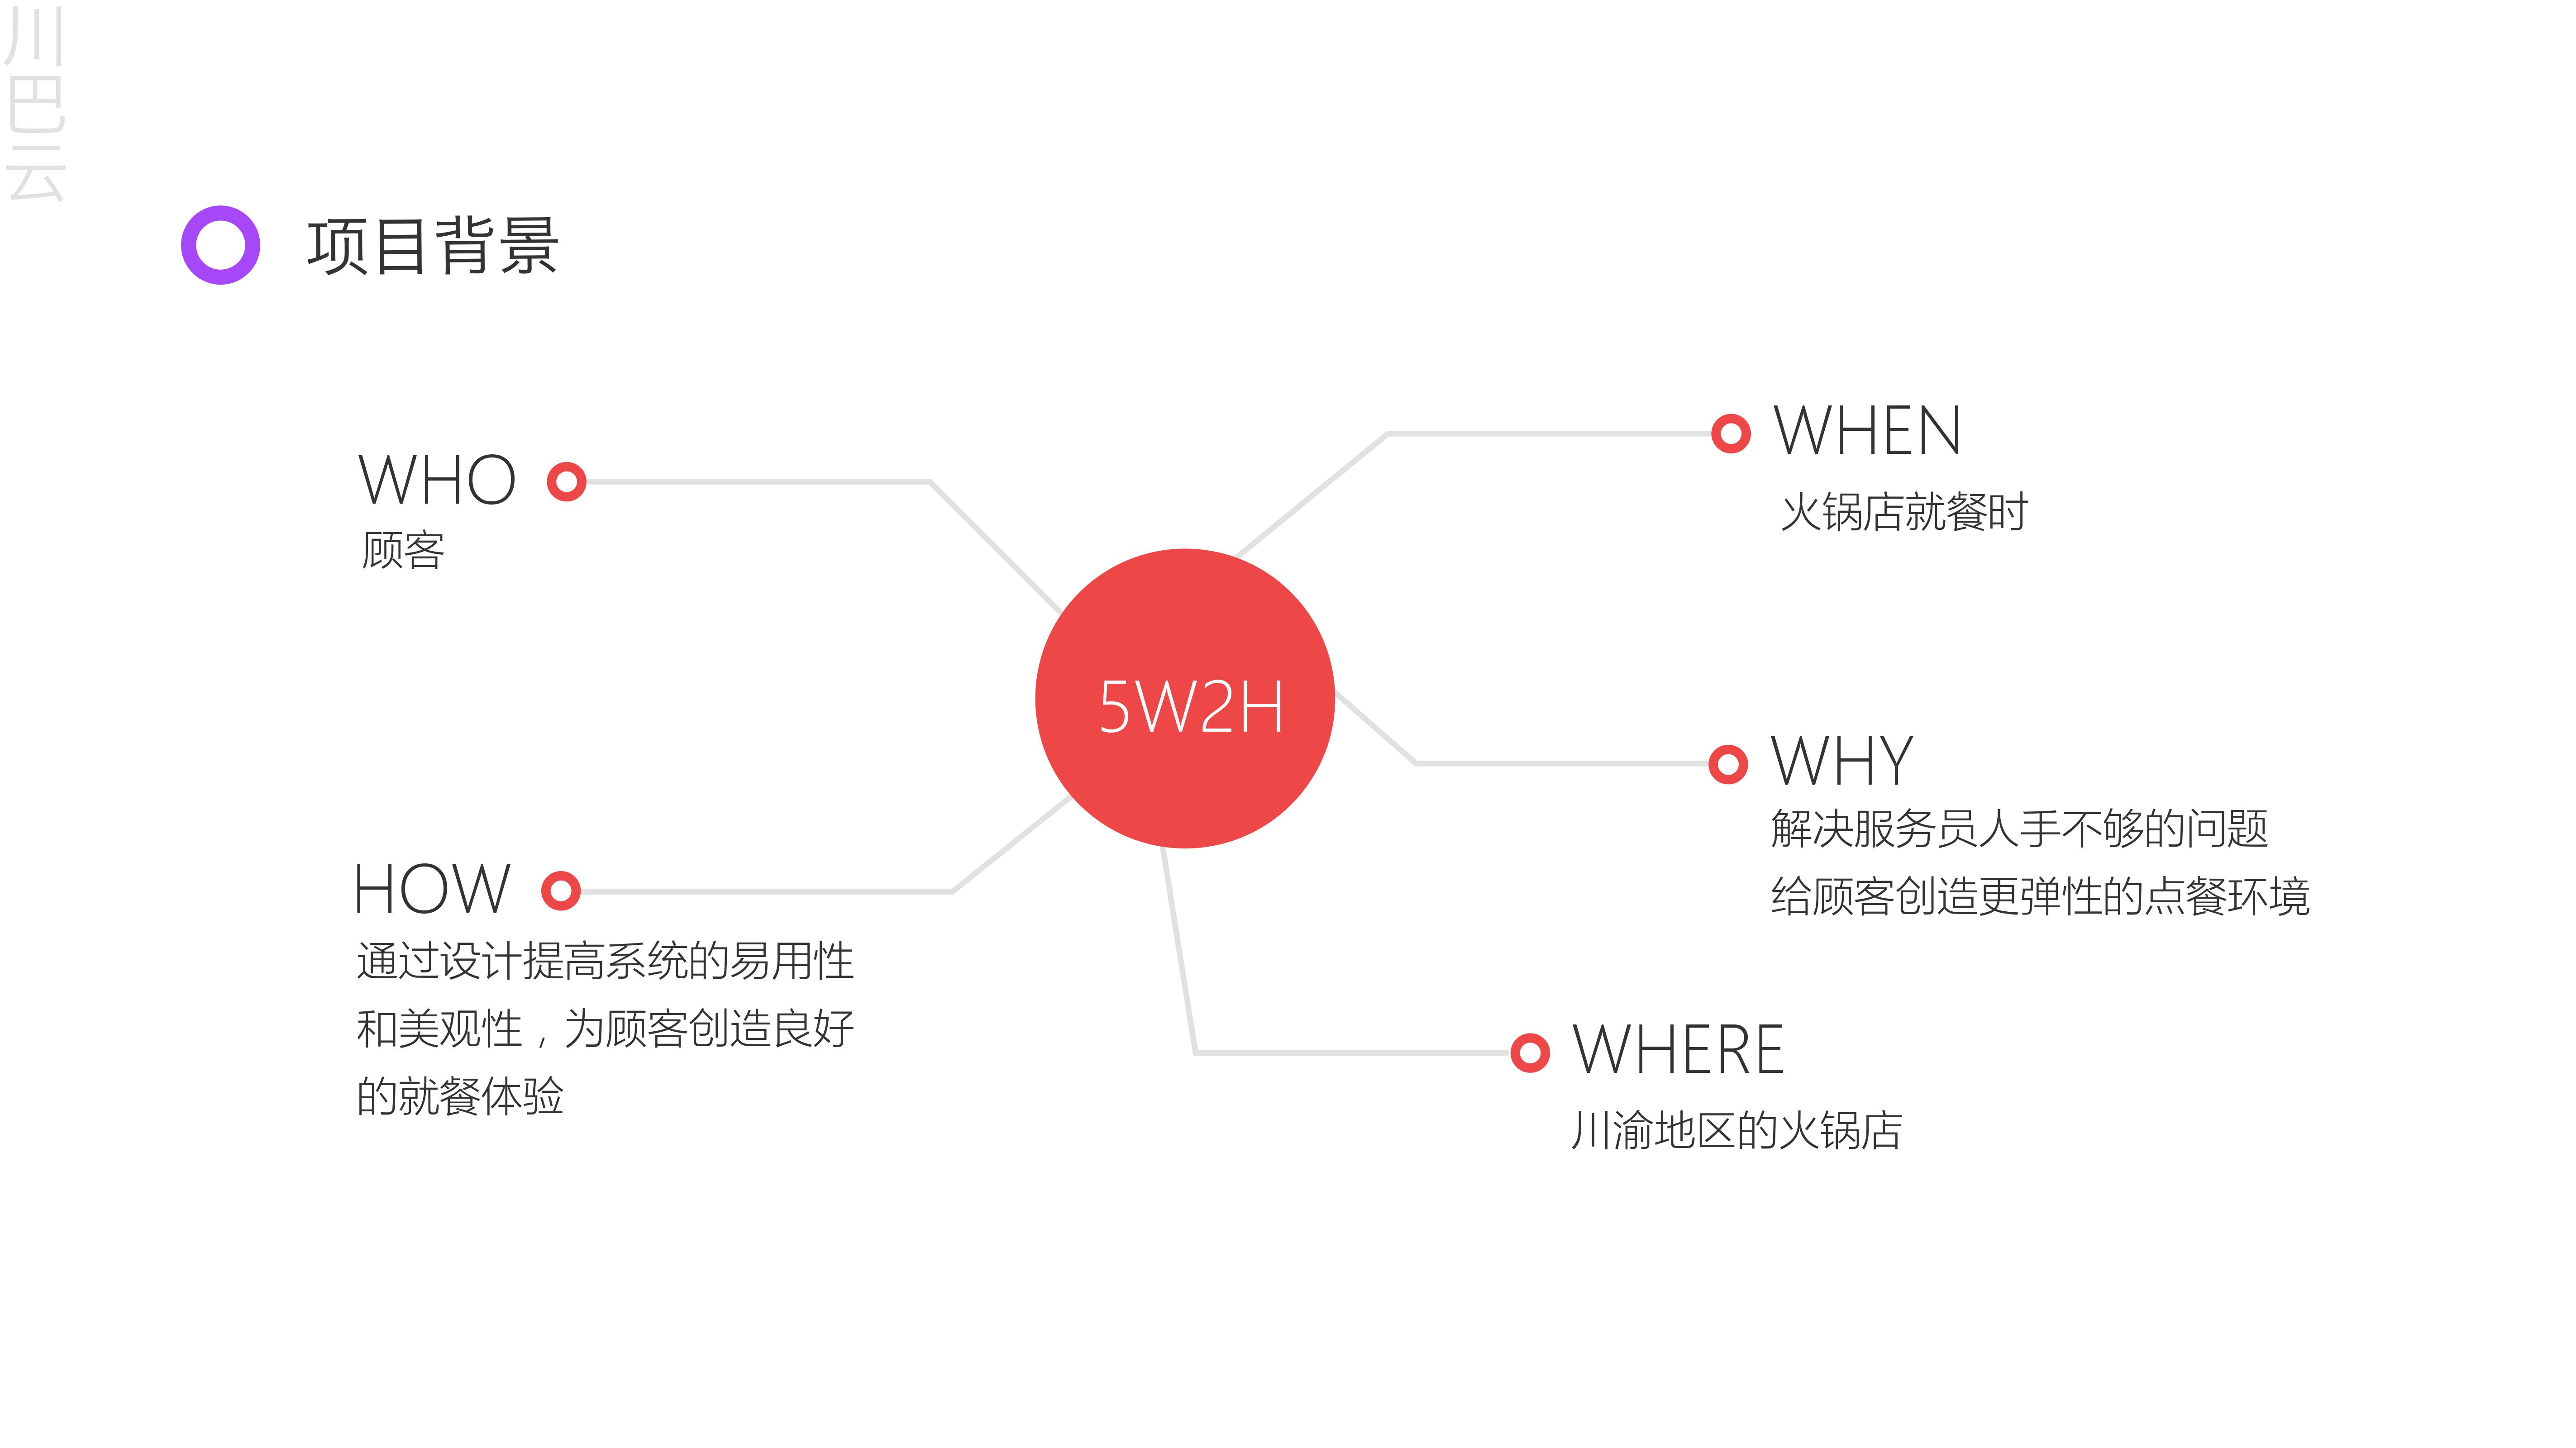 川巴云
项目背景
WHO
顾客
HOW
通过设计提高系统的易用性
和美观性，为顾客创造良好
的就餐体验
5W2H
WHEN
火锅店就餐时
WHY
解决服务员人手不够的问题
给顾客创造更弹性的点餐环境
WHERE
川渝地区的火锅店